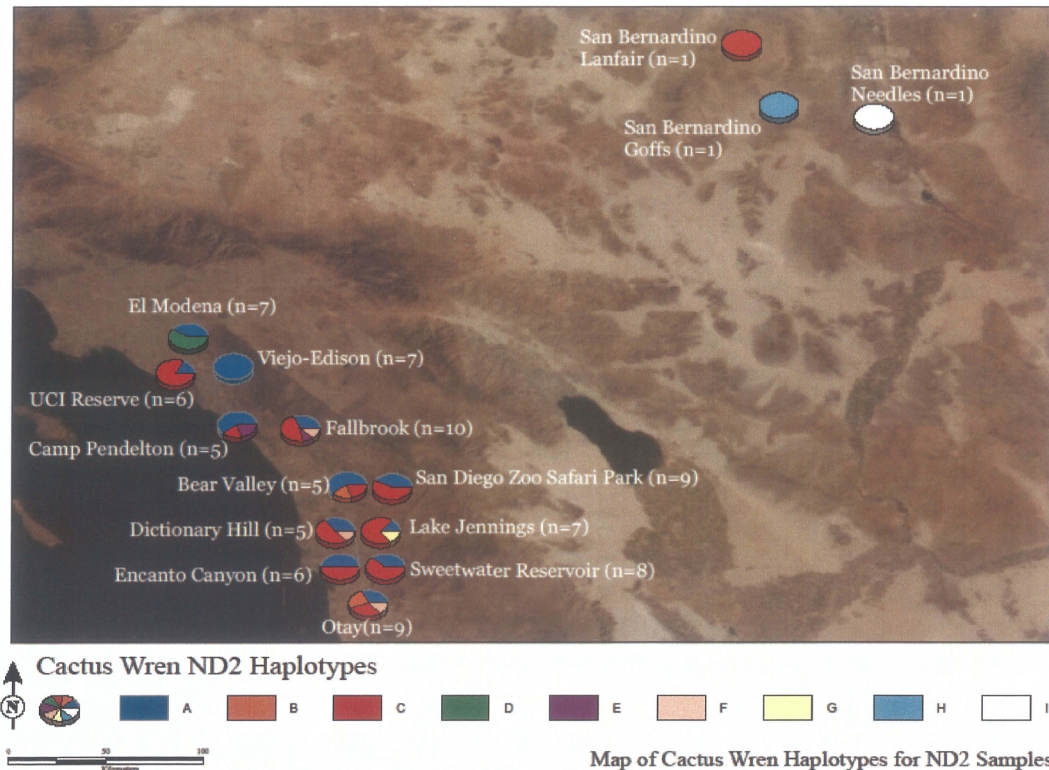 San Bernardino
Lanfair (n=1)
San Bernardino
Needles (n=1)
San Bernardino
Goffs (n=1)
El Modena (n=7)
Viejo-Edison (n=7)
UCI Reserve (n=6)
Camp Pendelton (n=5)
Fallbrook (n=10)
Bear Valley (n=5)
San Diego Zoo Safari Park (n=9)
Dictionary Hill (n=5)
Lake Jennings (n=7)
Encanto Canyon (n=6)
Sweetwater Reservoir (n=8)
Otay(n=9)
Cactus Wren ND2 Haplotypes
N
A B C D E F G H I
0 50 100
Kilometers
Map of Cactus Wren Haplotypes for ND2 Samples